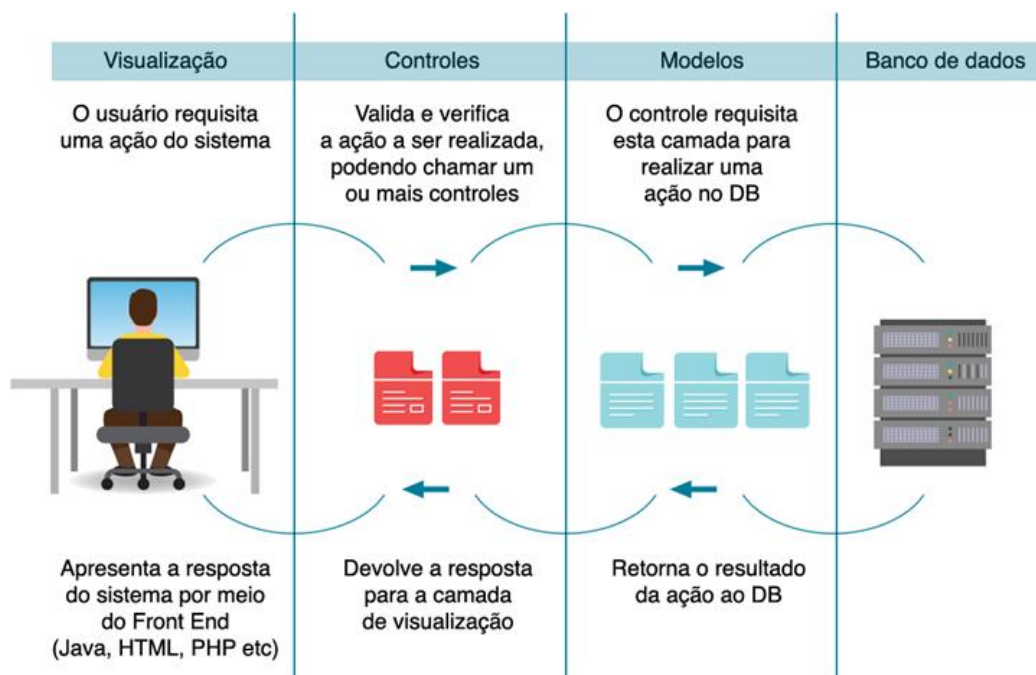 Visualização
Controles
Modelos
Banco de dados
O usuário requisita
uma ação do sistema
Valida e verifica
a ação a ser realizada,
podendo chamar um
ou mais controles
O controle requisita
esta camada para
realizar uma
ação no DB
Apresenta a resposta
do sistema por meio
do Front End
(Java, HTML, PHP etc)
Devolve a resposta
para a camada
de visualização
Retorna o resultado
da ação ao DB